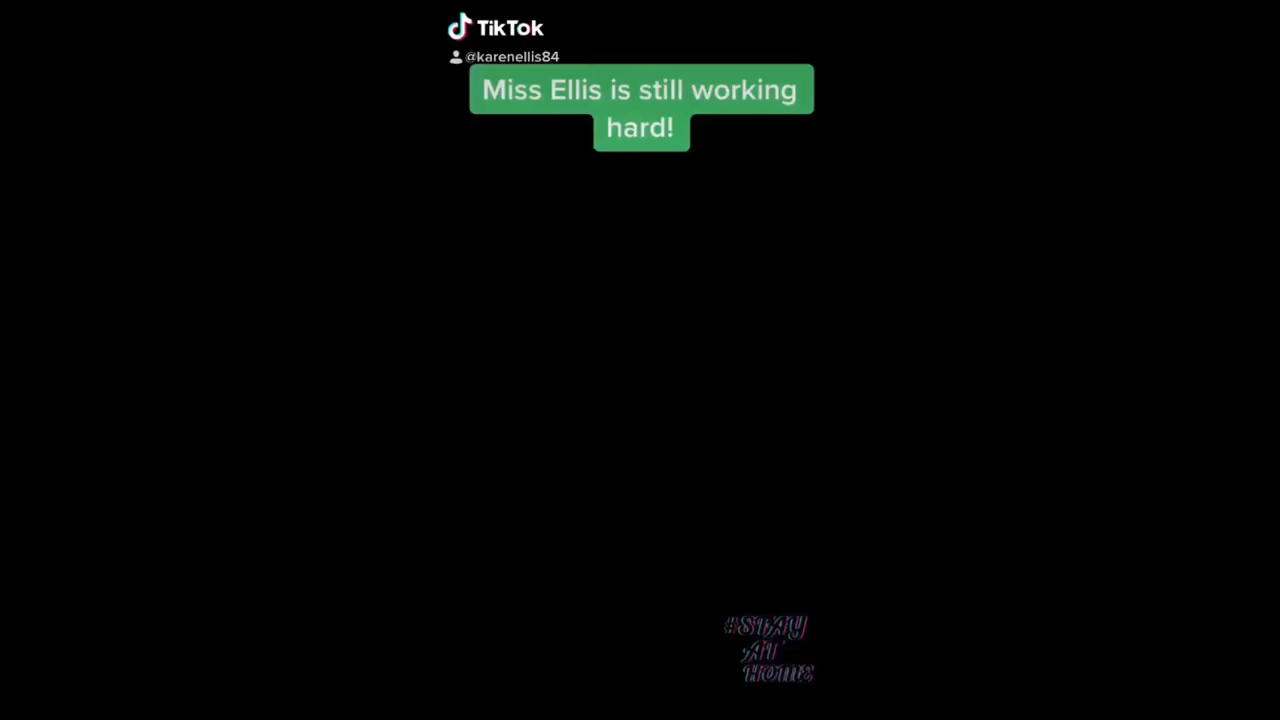 TikTok
@karenellis84
Miss Ellis is still working
hard!
#STAY
AT
HOME